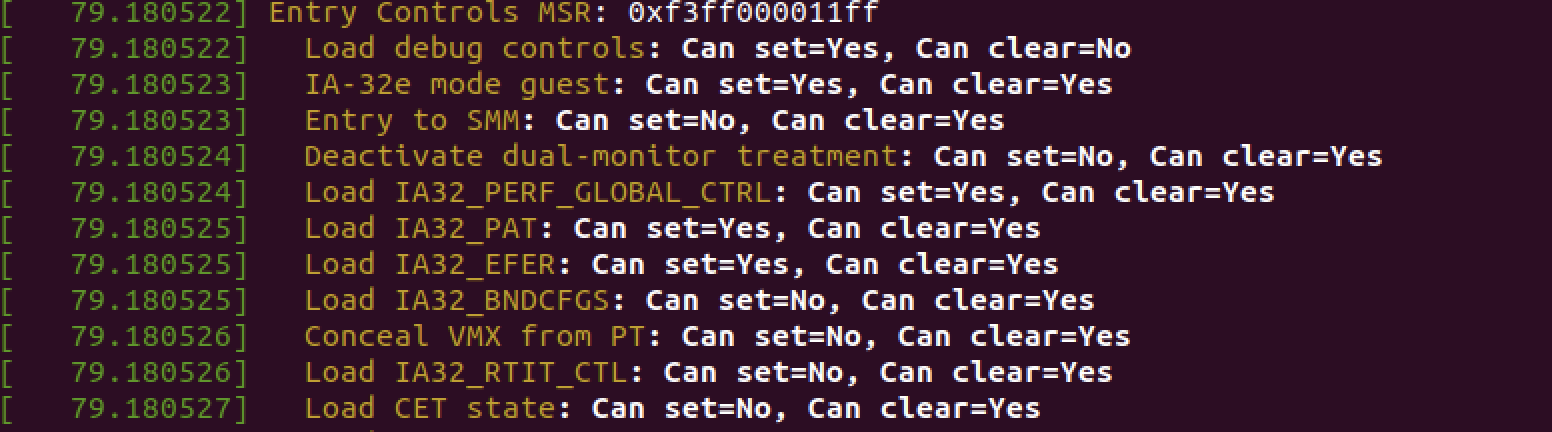 [   79.180522] Entry Controls MSR: 0xf3ff000011ff
[   79.180522]   Load debug controls: Can set=Yes, Can clear=No
[   79.180523]   IA-32e mode guest: Can set=Yes, Can clear=Yes
[   79.180523]   Entry to SMM: Can set=No, Can clear=Yes
[   79.180524]   Deactivate dual-monitor treatment: Can set=No, Can clear=Yes
[   79.180524]   Load IA32_PERF_GLOBAL_CTRL: Can set=Yes, Can clear=Yes
[   79.180525]   Load IA32_PAT: Can set=Yes, Can clear=Yes
[   79.180525]   Load IA32_EFER: Can set=Yes, Can clear=Yes
[   79.180525]   Load IA32_BNDCFGS: Can set=No, Can clear=Yes
[   79.180526]   Conceal VMX from PT: Can set=No, Can clear=Yes
[   79.180526]   Load IA32_RTIT_CTL: Can set=No, Can clear=Yes
[   79.180527]   Load CET state: Can set=No, Can clear=Yes